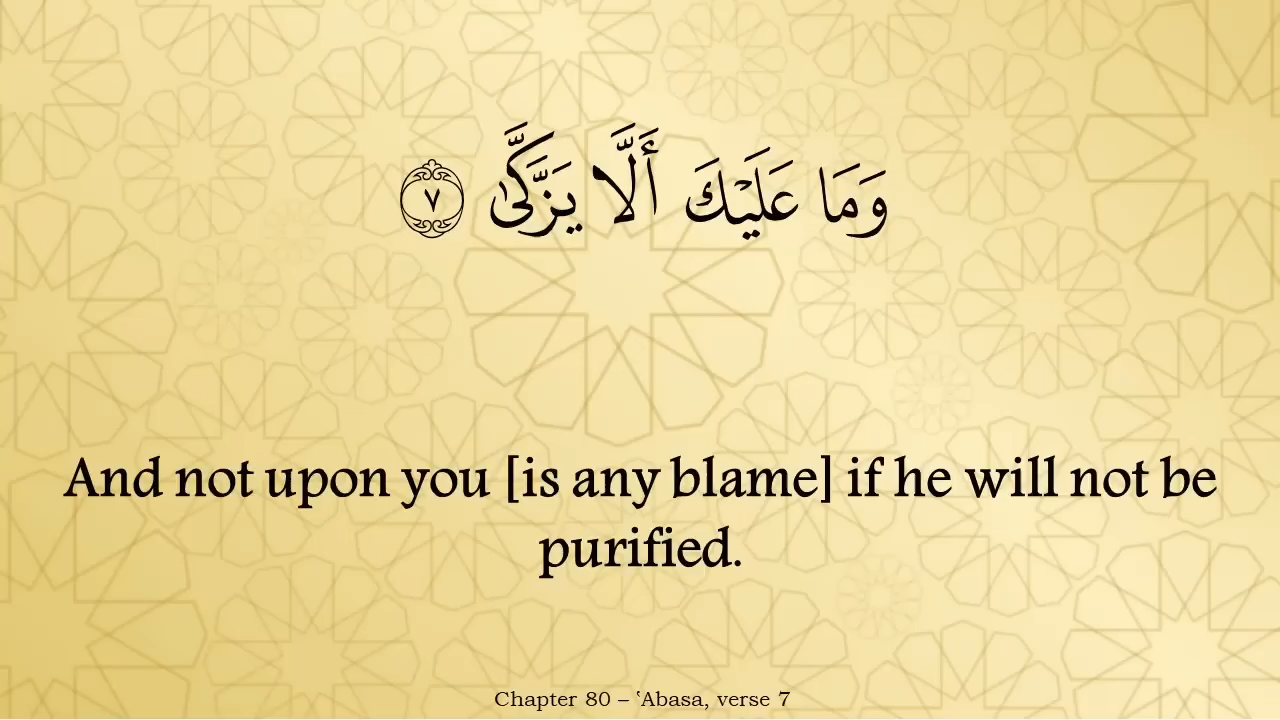 وَمَا عَلَيْكَ أَلَّا يَزَّكَّىٰ ٧
And not upon you [is any blame] if he will not be
purified.
Chapter 80 – ʿAbasa, verse 7